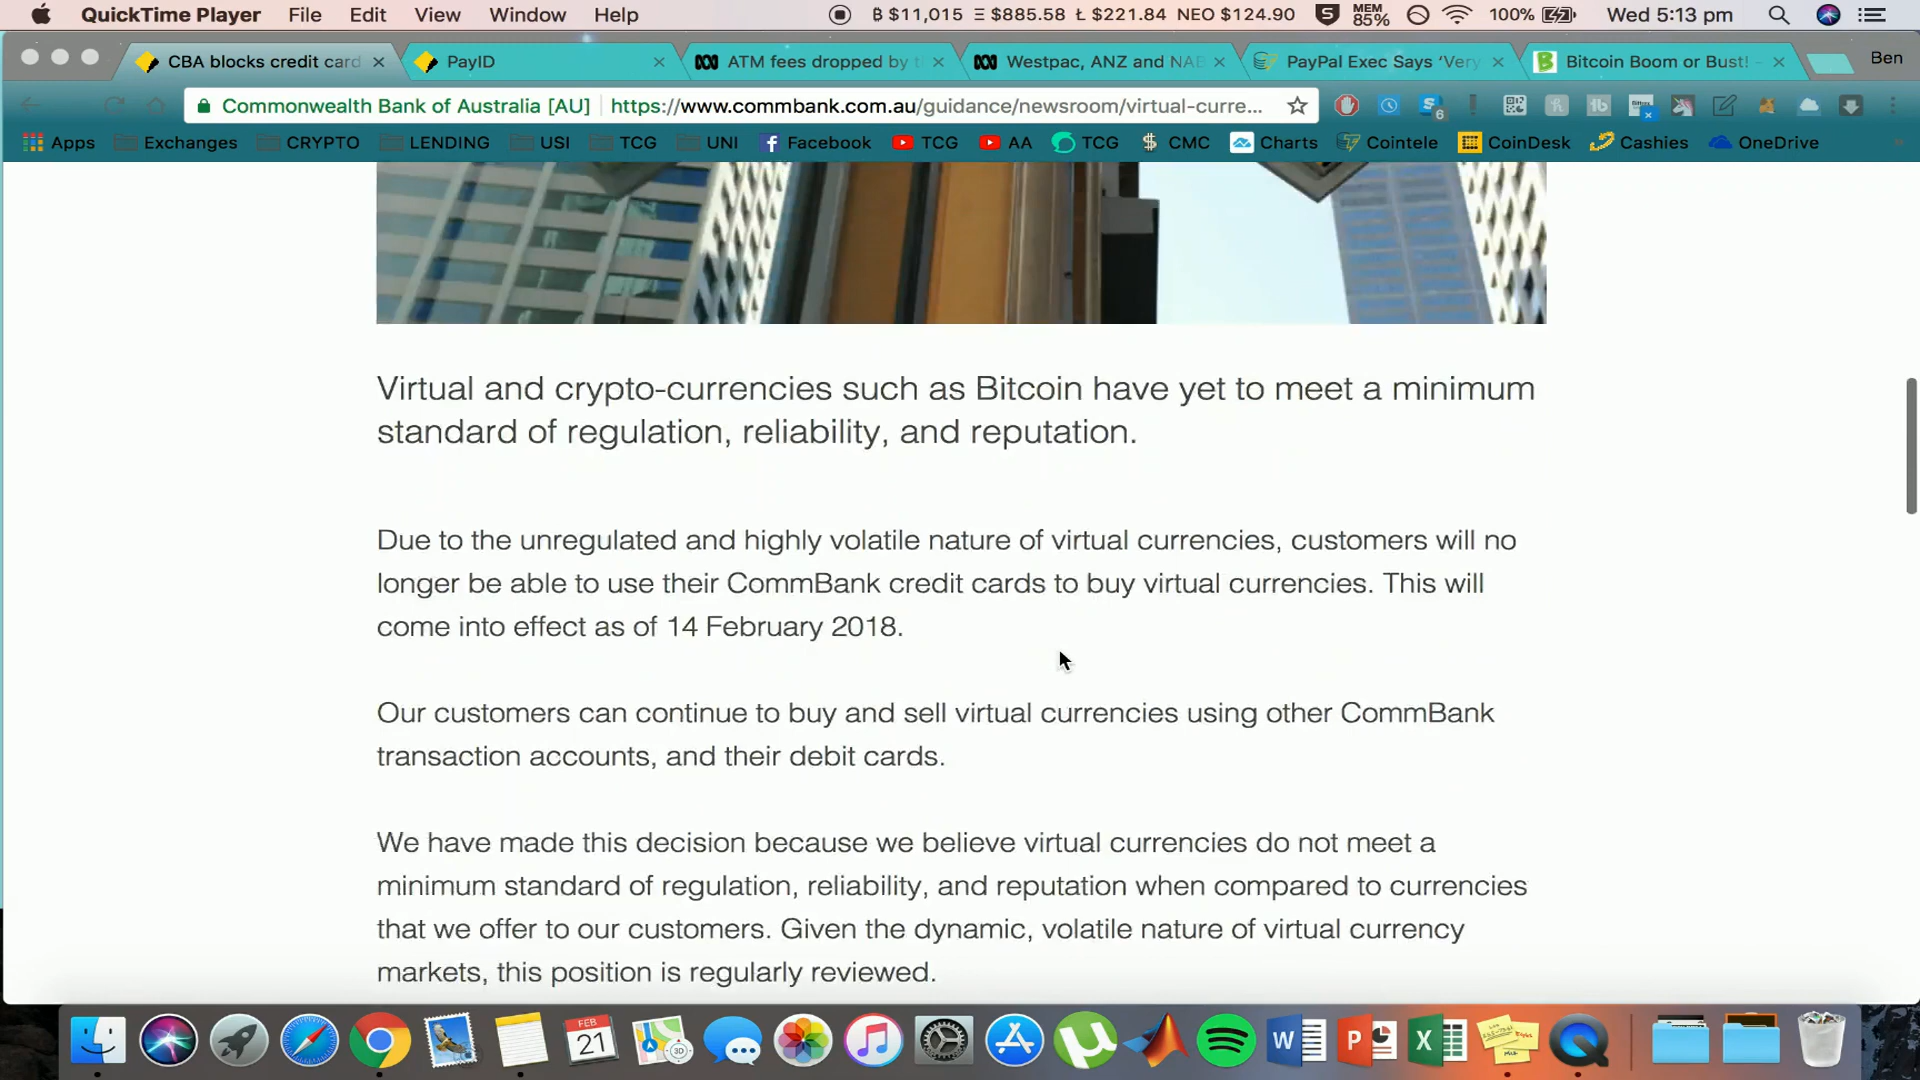 QuickTime Player File Edit View Window Help
Ƀ $11,015 Ξ $885.58 Ł $221.84 NEO $124.90 MEM 85% 100% Wed 5:13 pm
CBA blocks credit card PayID ATM fees dropped by t Westpac, ANZ and NAB PayPal Exec Says ‘Very Bitcoin Boom or Bust! - Ben
Commonwealth Bank of Australia [AU] https://www.commbank.com.au/guidance/newsroom/virtual-curre...
Apps Exchanges CRYPTO LENDING USI TCG UNI Facebook TCG AA TCG CMC Charts Cointele CoinDesk Cashies OneDrive
Virtual and crypto-currencies such as Bitcoin have yet to meet a minimum
standard of regulation, reliability, and reputation.
Due to the unregulated and highly volatile nature of virtual currencies, customers will no
longer be able to use their CommBank credit cards to buy virtual currencies. This will
come into effect as of 14 February 2018.
Our customers can continue to buy and sell virtual currencies using other CommBank
transaction accounts, and their debit cards.
We have made this decision because we believe virtual currencies do not meet a
minimum standard of regulation, reliability, and reputation when compared to currencies
that we offer to our customers. Given the dynamic, volatile nature of virtual currency
markets, this position is regularly reviewed.
FEB
21
3D